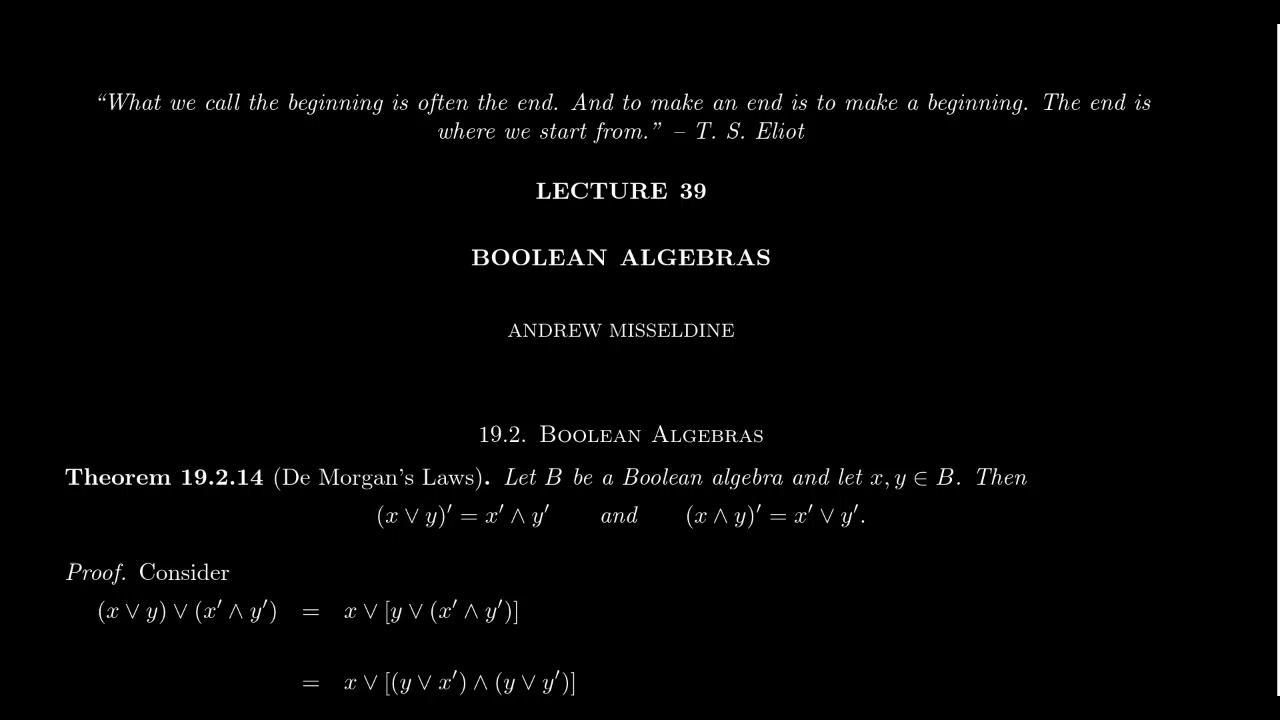 “What we call the beginning is often the end. And to make an end is to make a beginning. The end is
where we start from.” – T. S. Eliot
LECTURE 39
BOOLEAN ALGEBRAS
ANDREW MISSELDINE
19.2. Boolean Algebras
Theorem 19.2.14 (De Morgan’s Laws). Let B be a Boolean algebra and let x, y ∈ B. Then
(x ∨ y)′ = x′ ∧ y′ and (x ∧ y)′ = x′ ∨ y′.
Proof. Consider
(x ∨ y) ∨ (x′ ∧ y′) = x ∨ [y ∨ (x′ ∧ y′)]
= x ∨ [(y ∨ x′) ∧ (y ∨ y′)]